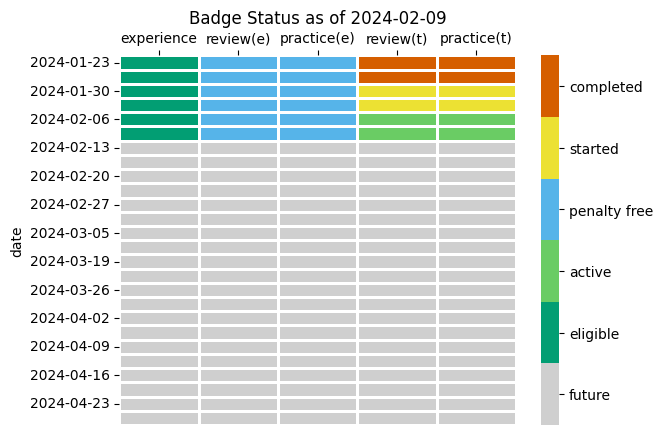 Badge Status as of 2024-02-09
experience review(e) practice(e) review(t) practice(t)
date
2024-01-23
2024-01-30
2024-02-06
2024-02-13
2024-02-20
2024-02-27
2024-03-05
2024-03-19
2024-03-26
2024-04-02
2024-04-09
2024-04-16
2024-04-23
completed
started
penalty free
active
eligible
future